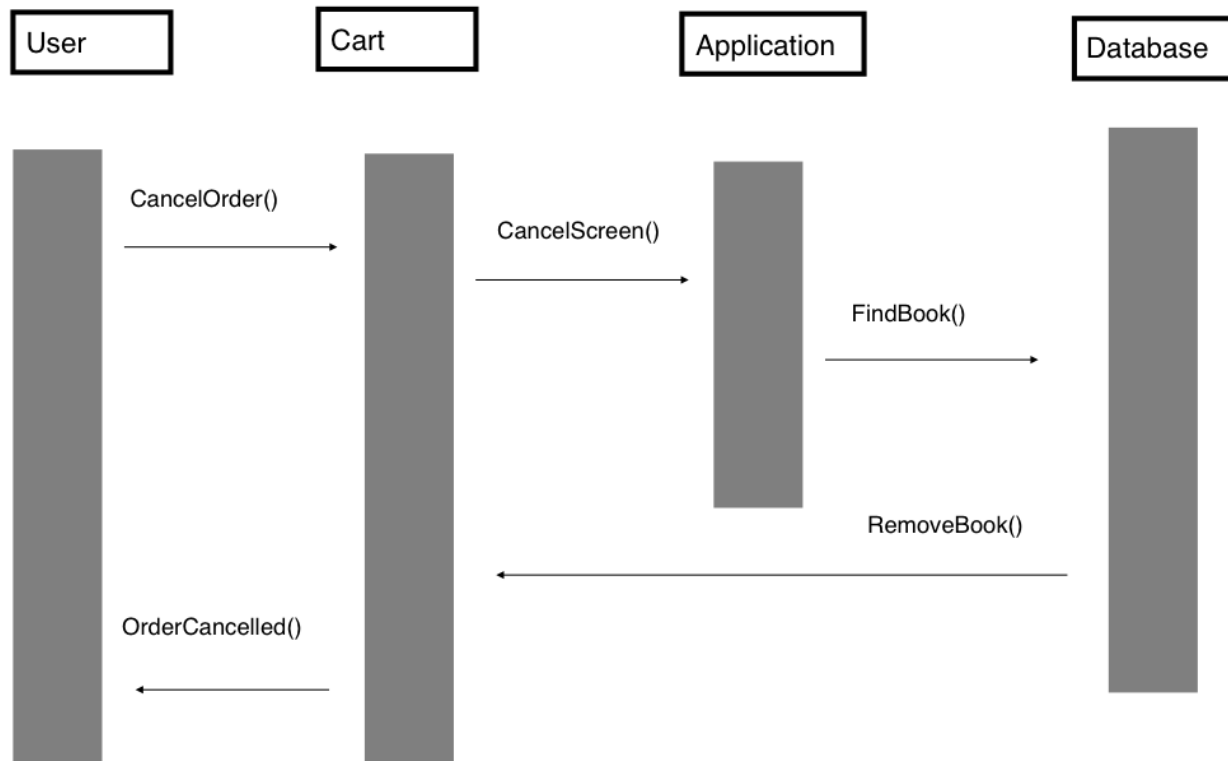 User
Cart
Application
Database
CancelOrder()
CancelScreen()
FindBook()
RemoveBook()
OrderCancelled()